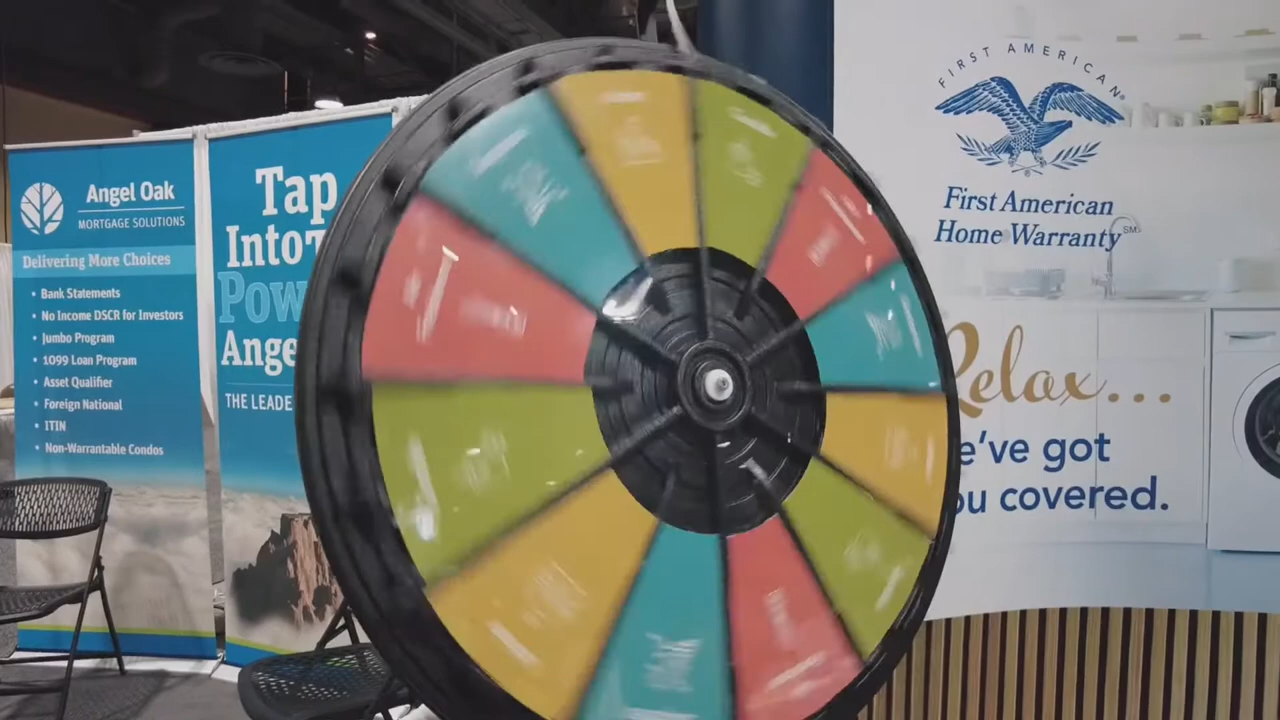 Angel Oak
MORTGAGE SOLUTIONS
Delivering More Choices
• Bank Statements
• No Income DSCR for Investors
• Jumbo Program
• 1099 Loan Program
• Asset Qualifier
• Foreign National
• ITIN
• Non-Warrantable Condos
Tap
Into
Pow
Ange
THE LEADE
FIRST AMERICAN®
First American
Home Warranty SM
Relax...
e've got
ou covered.